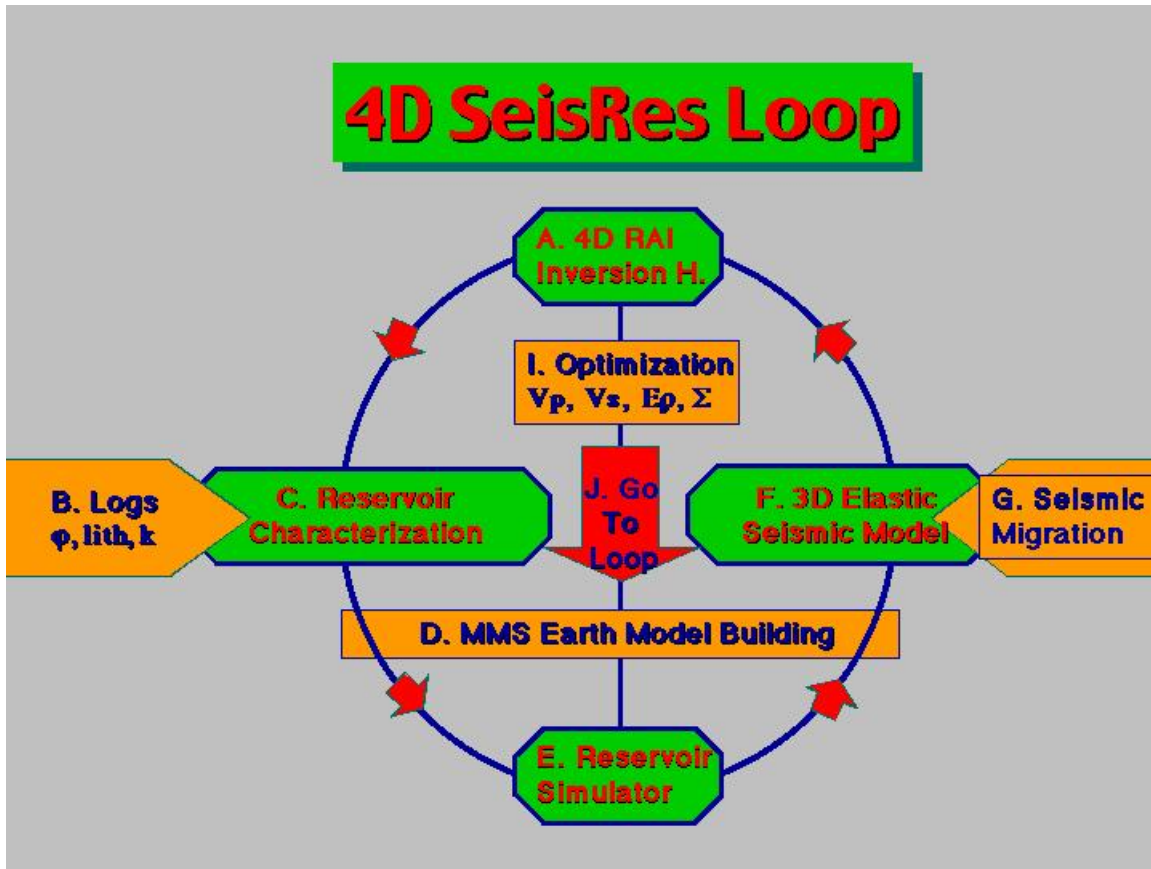 4D SeisRes Loop
A. 4D RAI
Inversion H.
I. Optimization
Vp, Vs, Eρ, Σ
B. Logs
φ, lith, k
C. Reservoir
Characterization
J. Go
To
Loop
F. 3D Elastic
Seismic Model
G. Seismic
Migration
D. MMS Earth Model Building
E. Reservoir
Simulator